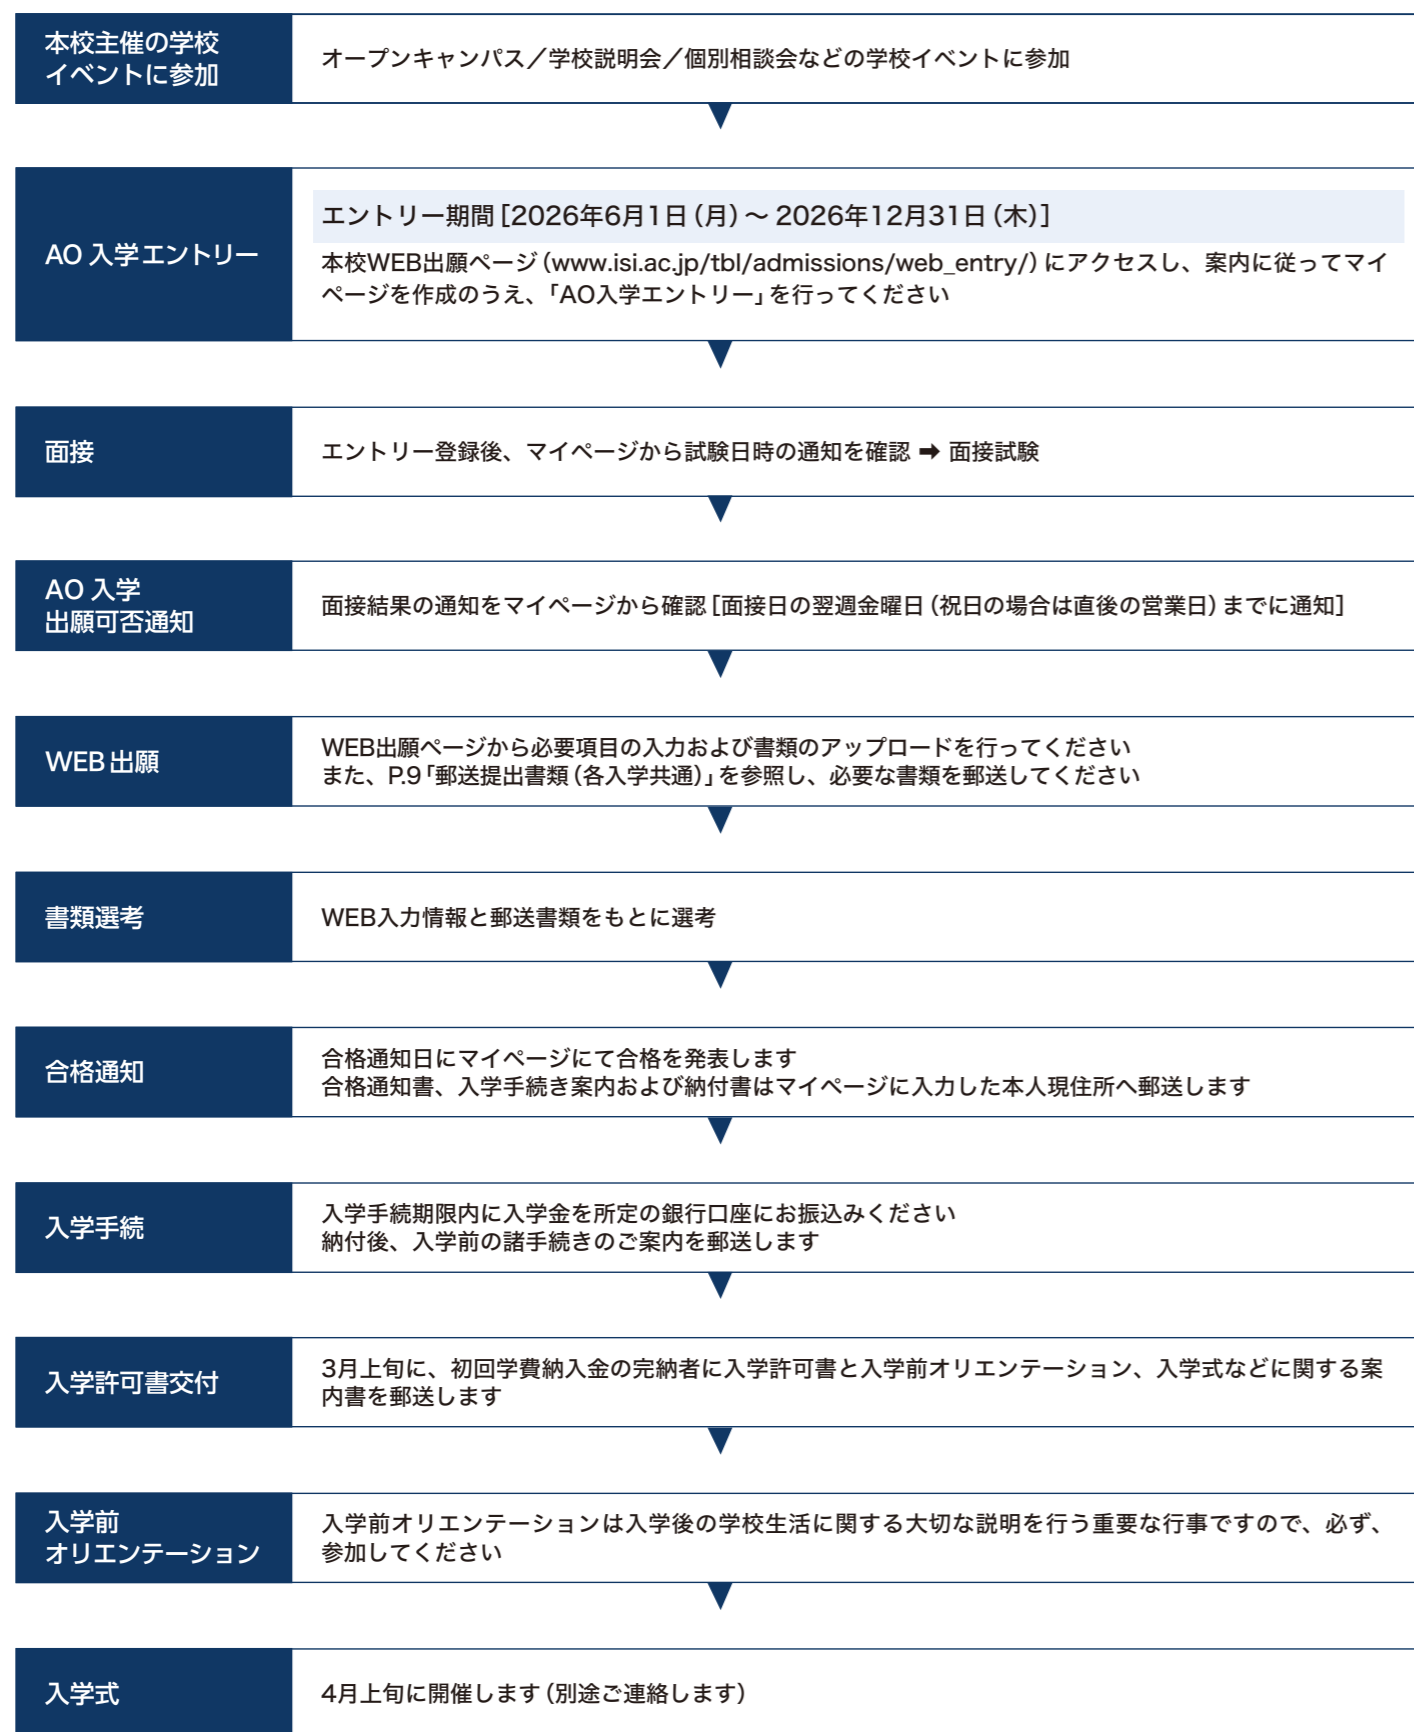 本校主催の学校
イベントに参加
オープンキャンパス／学校説明会／個別相談会などの学校イベントに参加
AO 入学エントリー
エントリー期間［2026年6月1日（月）～ 2026年12月31日（木）］
本校WEB出願ページ（www.isi.ac.jp/tbl/admissions/web_entry/）にアクセスし、案内に従ってマイ
ページを作成のうえ、「AO入学エントリー」を行ってください
面接
エントリー登録後、マイページから試験日時の通知を確認 ➡ 面接試験
AO 入学
出願可否通知
面接結果の通知をマイページから確認［面接日の翌週金曜日（祝日の場合は直後の営業日）までに通知］
WEB 出願
WEB出願ページから必要項目の入力および書類のアップロードを行ってください
また、P.9「郵送提出書類（各入学共通）」を参照し、必要な書類を郵送してください
書類選考
WEB入力情報と郵送書類をもとに選考
合格通知
合格通知日にマイページにて合格を発表します
合格通知書、入学手続き案内および納付書はマイページに入力した本人現住所へ郵送します
入学手続
入学手続期限内に入学金を所定の銀行口座にお振込みください
納付後、入学前の諸手続きのご案内を郵送します
入学許可書交付
3月上旬に、初回学費納入金の完納者に入学許可書と入学前オリエンテーション、入学式などに関する案
内書を郵送します
入学前
オリエンテーション
入学前オリエンテーションは入学後の学校生活に関する大切な説明を行う重要な行事ですので、必ず、
参加してください
入学式
4月上旬に開催します（別途ご連絡します）